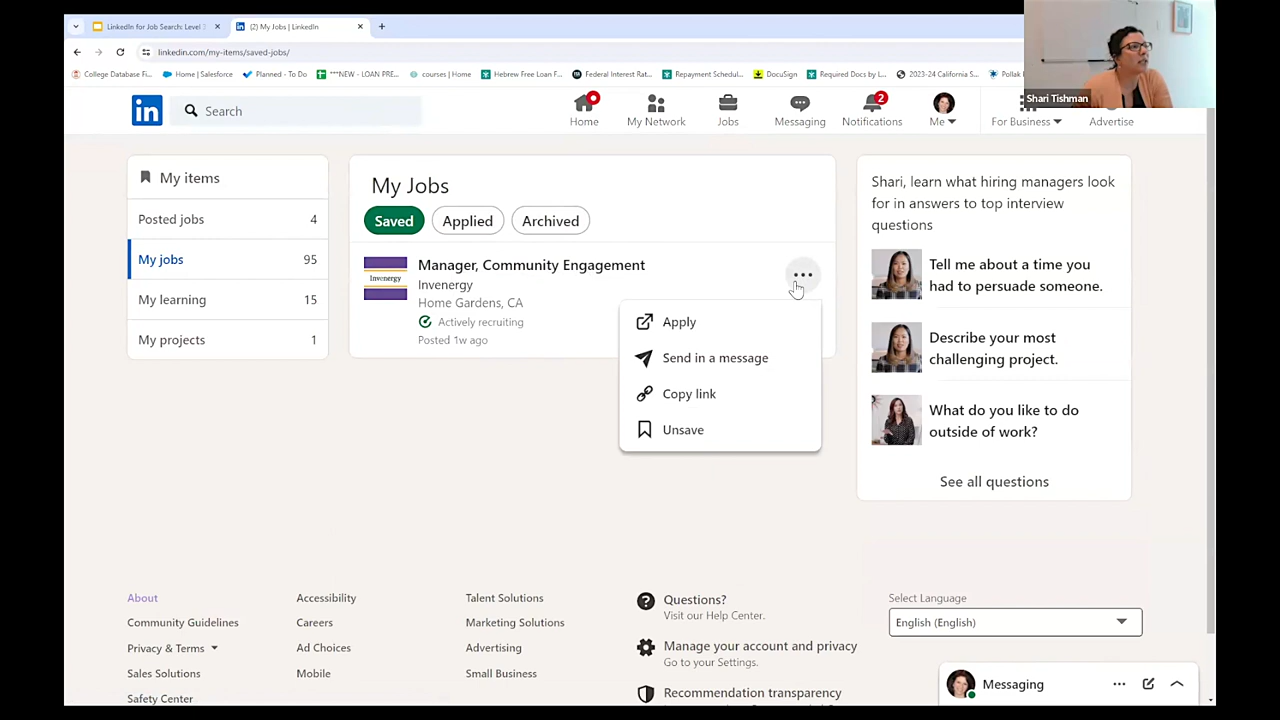 LinkedIn for Job Search: Level
(2) My Jobs | LinkedIn
linkedin.com/my-items/saved-jobs/
College Database Fi...
Home | Salesforce
Planned - To Do
***NEW - LOAN PRE...
courses | Home
Hebrew Free Loan F...
Federal Interest Rat...
Repayment Schedul...
DocuSign
Required Docs by L...
2023-24 California S...
Pollak
Shari Tishman
in
Search
Home
My Network
Jobs
Messaging
2
Notifications
Me
For Business
Advertise
My items
Posted jobs 4
My jobs 95
My learning 15
My projects 1
My Jobs
Saved
Applied
Archived
Invenergy
Manager, Community Engagement
Invenergy
Home Gardens, CA
Actively recruiting
Posted 1w ago
Apply
Send in a message
Copy link
Unsave
Shari, learn what hiring managers look
for in answers to top interview
questions
Tell me about a time you
had to persuade someone.
Describe your most
challenging project.
What do you like to do
outside of work?
See all questions
About
Community Guidelines
Privacy & Terms
Sales Solutions
Safety Center
Accessibility
Careers
Ad Choices
Mobile
Talent Solutions
Marketing Solutions
Advertising
Small Business
Questions?
Visit our Help Center.
Manage your account and privacy
Go to your Settings.
Recommendation transparency
Select Language
English (English)
Messaging